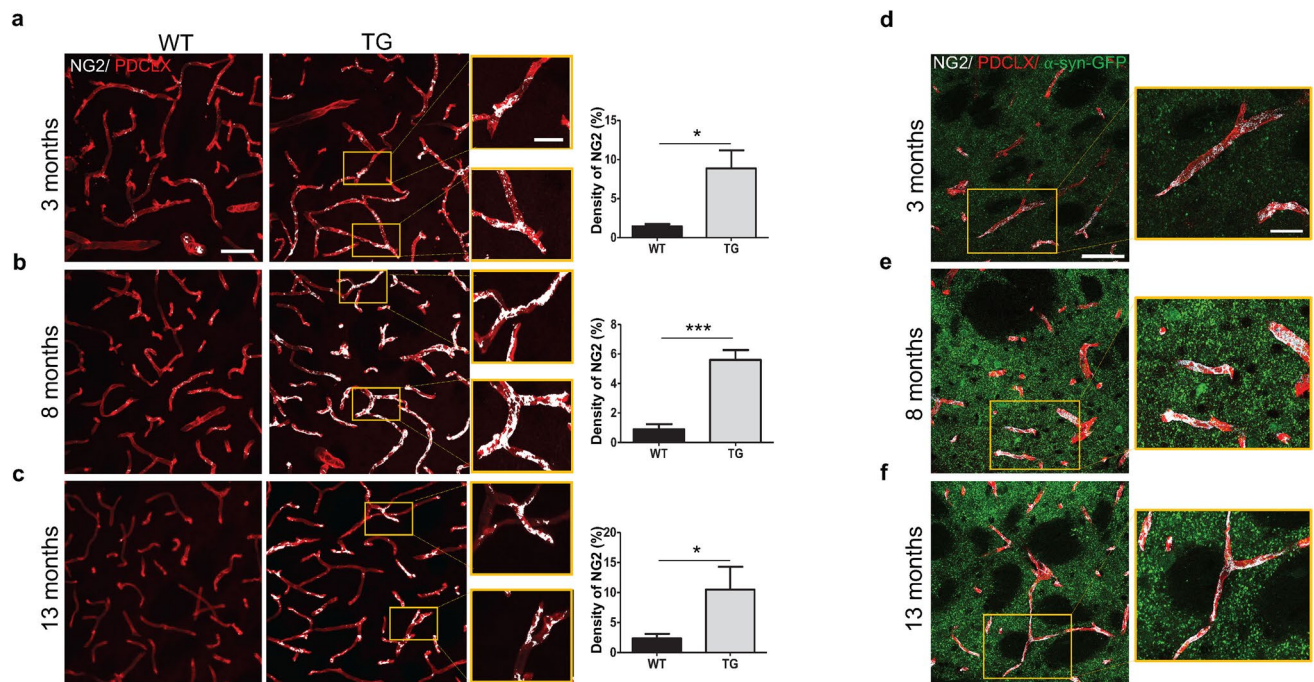 a
WT
TG
NG2/ PDCLX
3 months
Density of NG2 (%)
15
10
5
0
*
WT
TG
b
8 months
Density of NG2 (%)
8
6
4
2
0
***
WT
TG
c
13 months
Density of NG2 (%)
20
15
10
5
0
*
WT
TG
d
NG2/ PDCLX/ α-syn-GFP
3 months
e
8 months
f
13 months